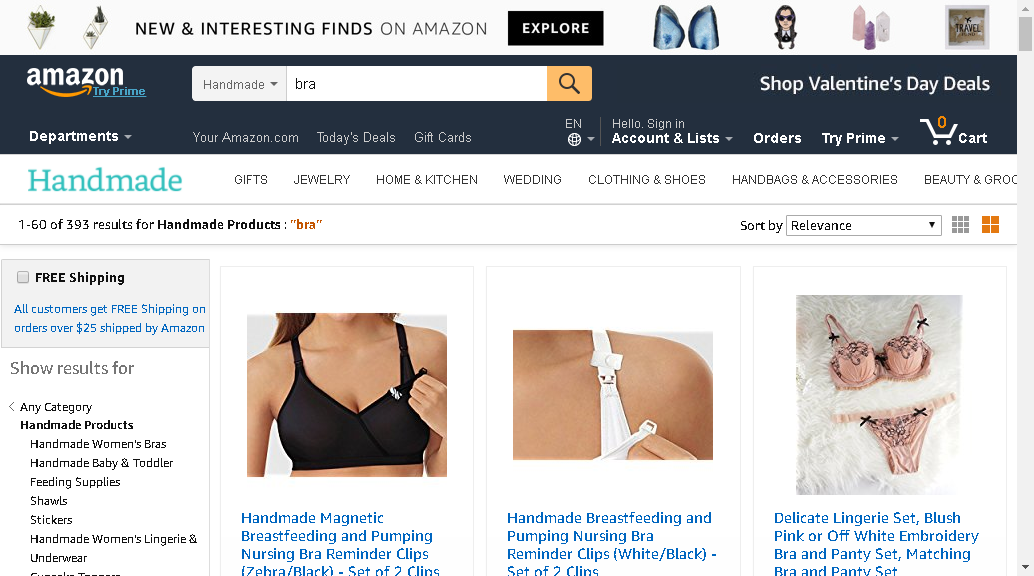 NEW & INTERESTING FINDS ON AMAZON EXPLORE
TRAVEL
amazon
Try Prime
Handmade bra
Shop Valentine's Day Deals
Departments
Your Amazon.com Today's Deals Gift Cards
EN
Hello. Sign in
Account & Lists
Orders
Try Prime
0
Cart
Handmade
GIFTS JEWELRY HOME & KITCHEN WEDDING CLOTHING & SHOES HANDBAGS & ACCESSORIES BEAUTY & GROO
1-60 of 393 results for Handmade Products : "bra"
Sort by Relevance
FREE Shipping
All customers get FREE Shipping on
orders over $25 shipped by Amazon
Show results for
Any Category
Handmade Products
Handmade Women's Bras
Handmade Baby & Toddler
Feeding Supplies
Shawls
Stickers
Handmade Women's Lingerie &
Underwear
Cupcake Toppers
Handmade Magnetic
Breastfeeding and Pumping
Nursing Bra Reminder Clips
(Zebra/Black) - Set of 2 Clips
Handmade Breastfeeding and
Pumping Nursing Bra
Reminder Clips (White/Black) -
Set of 2 Clips
Delicate Lingerie Set, Blush
Pink or Off White Embroidery
Bra and Panty Set, Matching
Bra and Panty Set